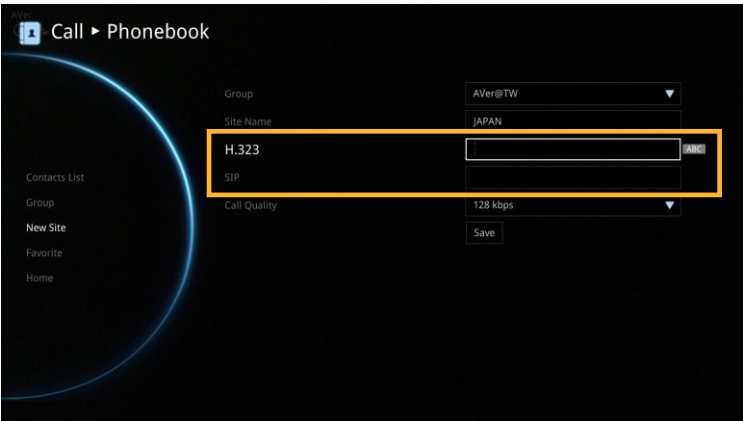 AVer
Call ▸ Phonebook
Group AVer@TW
Site Name JAPAN
H.323 ABC
SIP
Call Quality 128 kbps
Save
Contacts List
Group
New Site
Favorite
Home